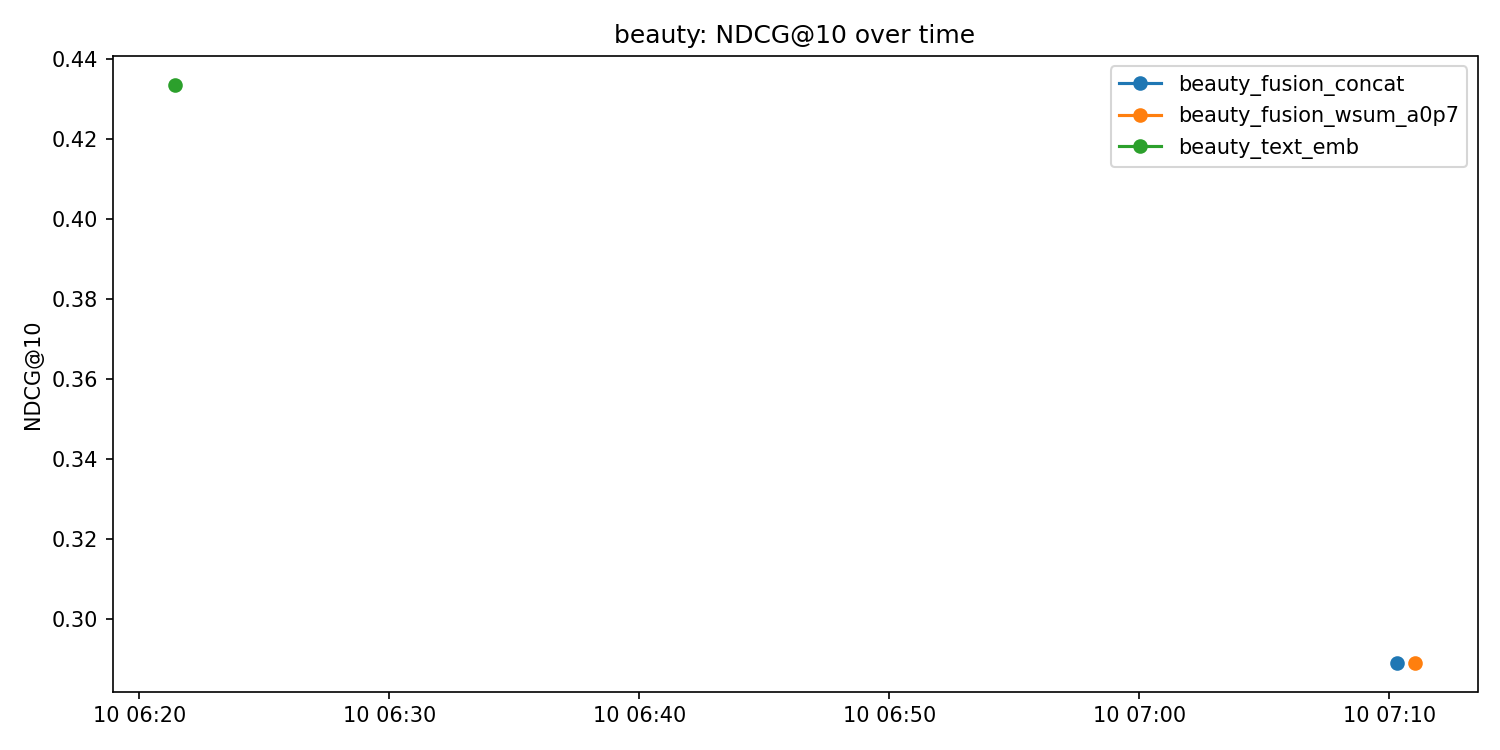 beauty: NDCG@10 over time
beauty_fusion_concat
beauty_fusion_wsum_a0p7
beauty_text_emb
NDCG@10
0.44
0.42
0.40
0.38
0.36
0.34
0.32
0.30
10 06:20
10 06:30
10 06:40
10 06:50
10 07:00
10 07:10